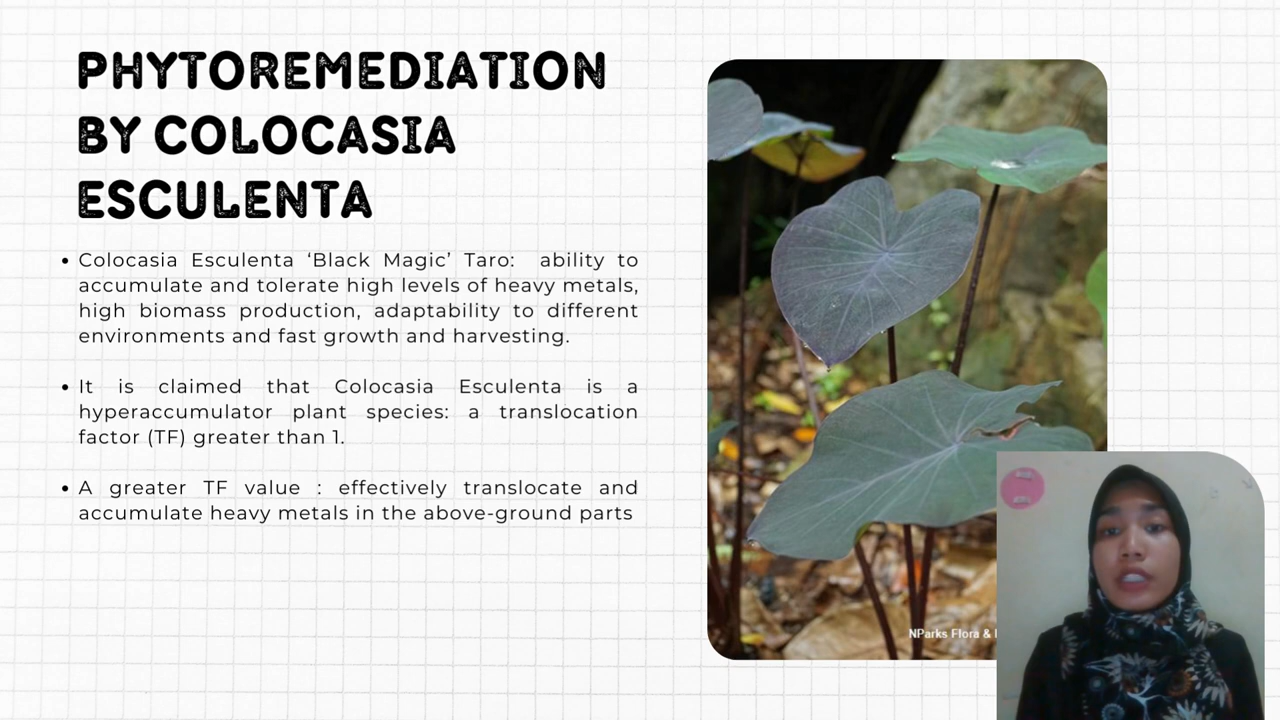 PHYTOREMEDIATION
BY COLOCASIA
ESCULENTA
• Colocasia Esculenta ‘Black Magic’ Taro: ability to
accumulate and tolerate high levels of heavy metals,
high biomass production, adaptability to different
environments and fast growth and harvesting.
• It is claimed that Colocasia Esculenta is a
hyperaccumulator plant species: a translocation
factor (TF) greater than 1.
• A greater TF value : effectively translocate and
accumulate heavy metals in the above-ground parts
NParks Flora &